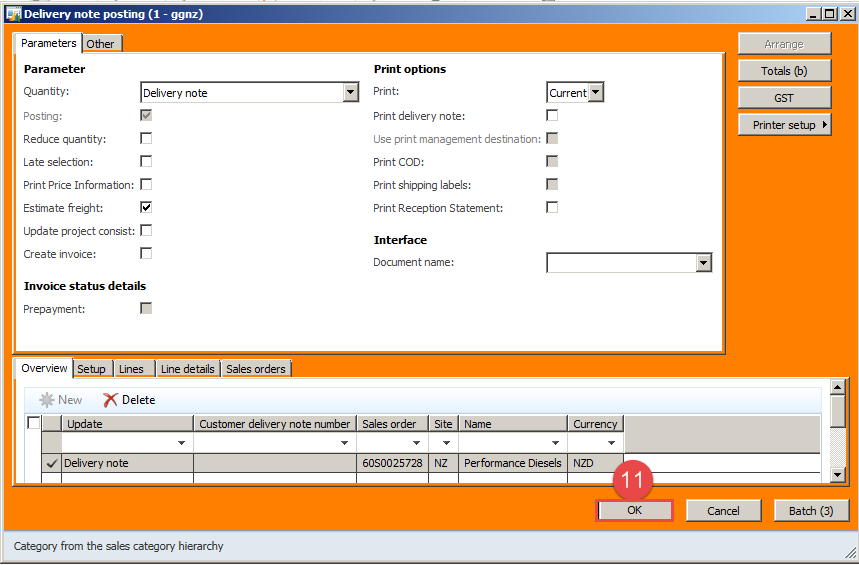 Delivery note posting (1 - ggnz)
Parameters Other
Arrange
Totals (b)
GST
Printer setup
Parameter
Quantity: Delivery note
Posting:
Reduce quantity:
Late selection:
Print Price Information:
Estimate freight:
Update project consist:
Create invoice:
Invoice status details
Prepayment:
Print options
Print: Current
Print delivery note:
Use print management destination:
Print COD:
Print shipping labels:
Print Reception Statement:
Interface
Document name:
Overview Setup Lines Line details Sales orders
New Delete
Update Customer delivery note number Sales order Site Name Currency
Delivery note 60S0025728 NZ Performance Diesels NZD
11
OK Cancel Batch (3)
Category from the sales category hierarchy